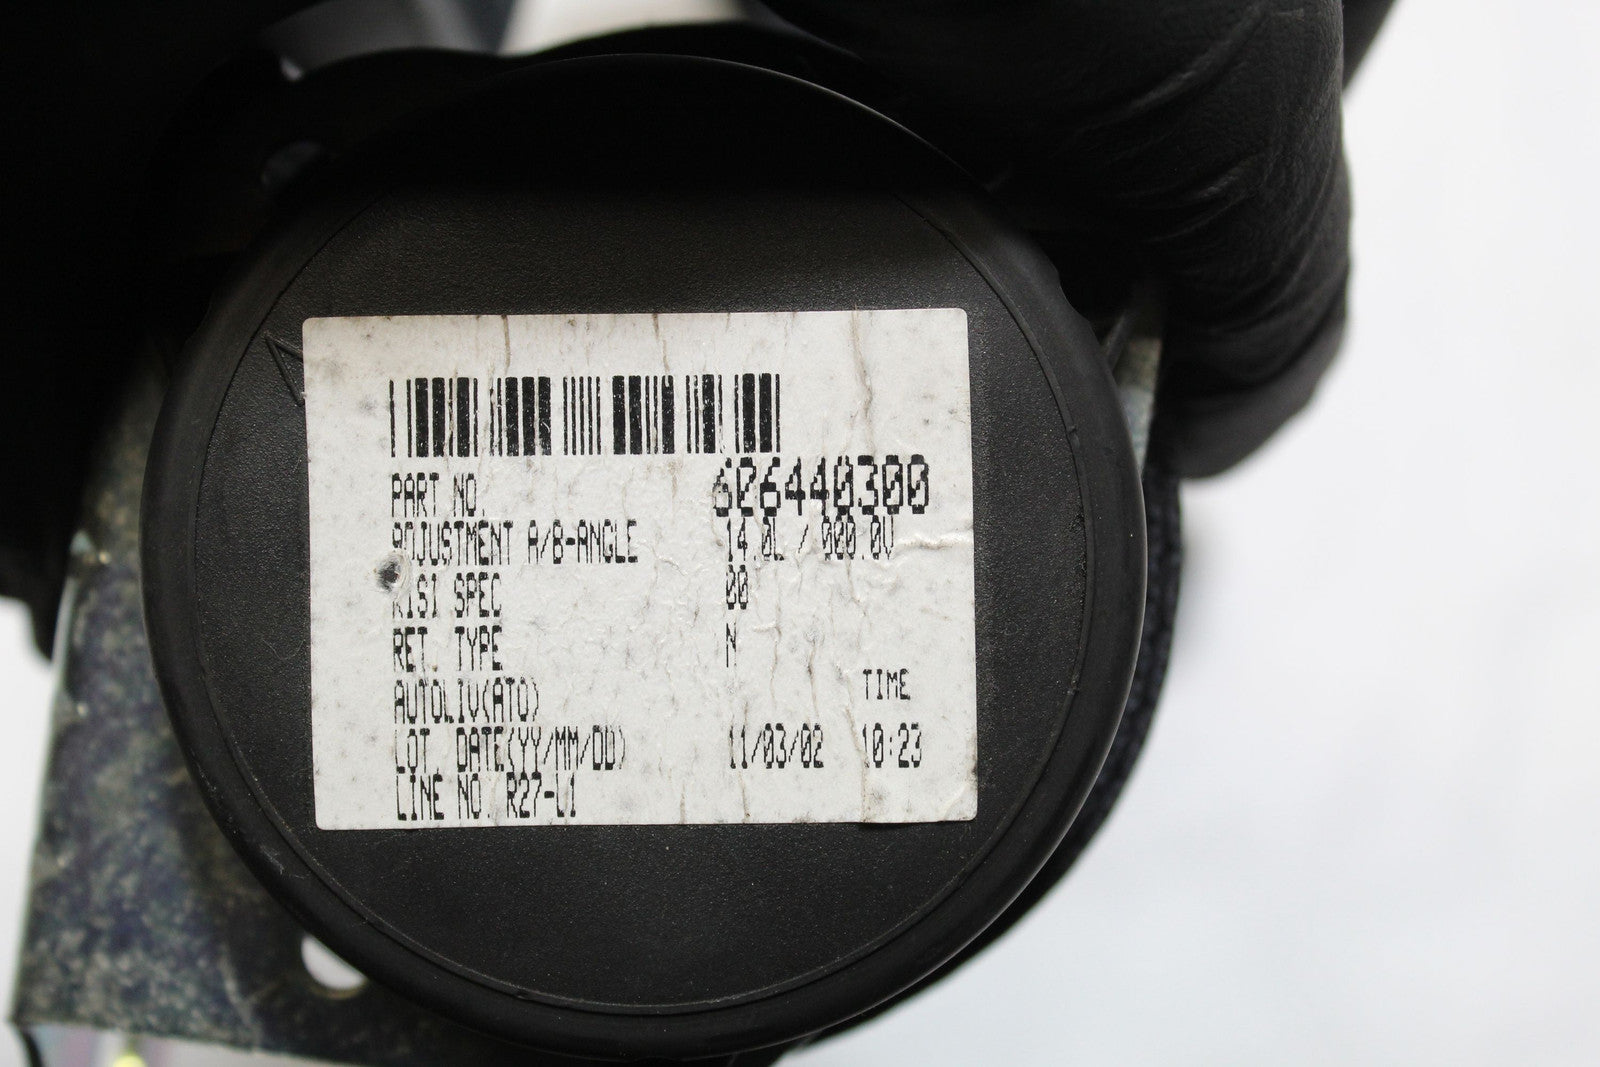 PART NO. 606440300
ADJUSTMENT A/B-ANGLE 14.0L / 000.0V
KISI SPEC 00
RET. TYPE N
AUTOLIV(ATO) TIME
LOT. DATE(YY/MM/DD) 11/03/02 10:23
LINE NO. R27-L1